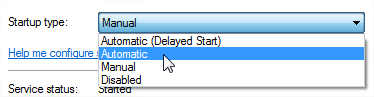 Startup type: Manual
Automatic (Delayed Start)
Help me configure s
Automatic
Manual
Disabled
Service status: Started